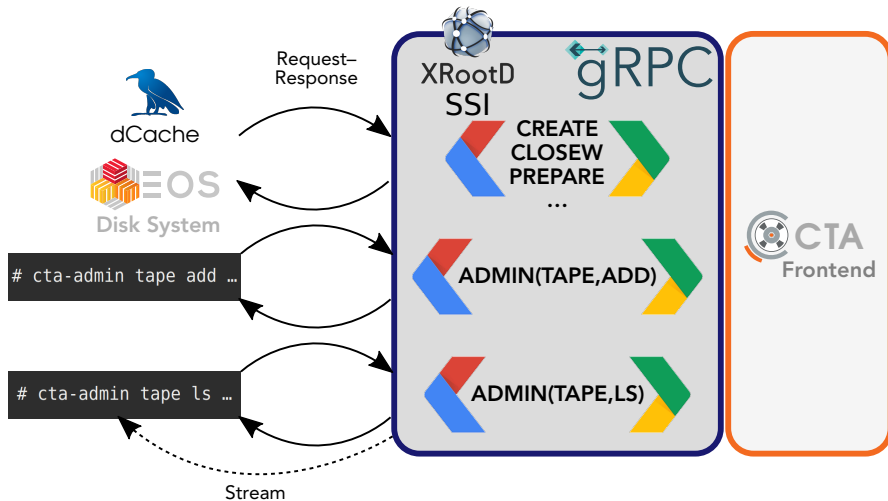 Request–
Response
dCache
EOS
Disk System
# cta-admin tape add …
# cta-admin tape ls …
Stream
XRootD
SSI
gRPC
CREATE
CLOSEW
PREPARE
…
ADMIN(TAPE,ADD)
ADMIN(TAPE,LS)
CTA
Frontend